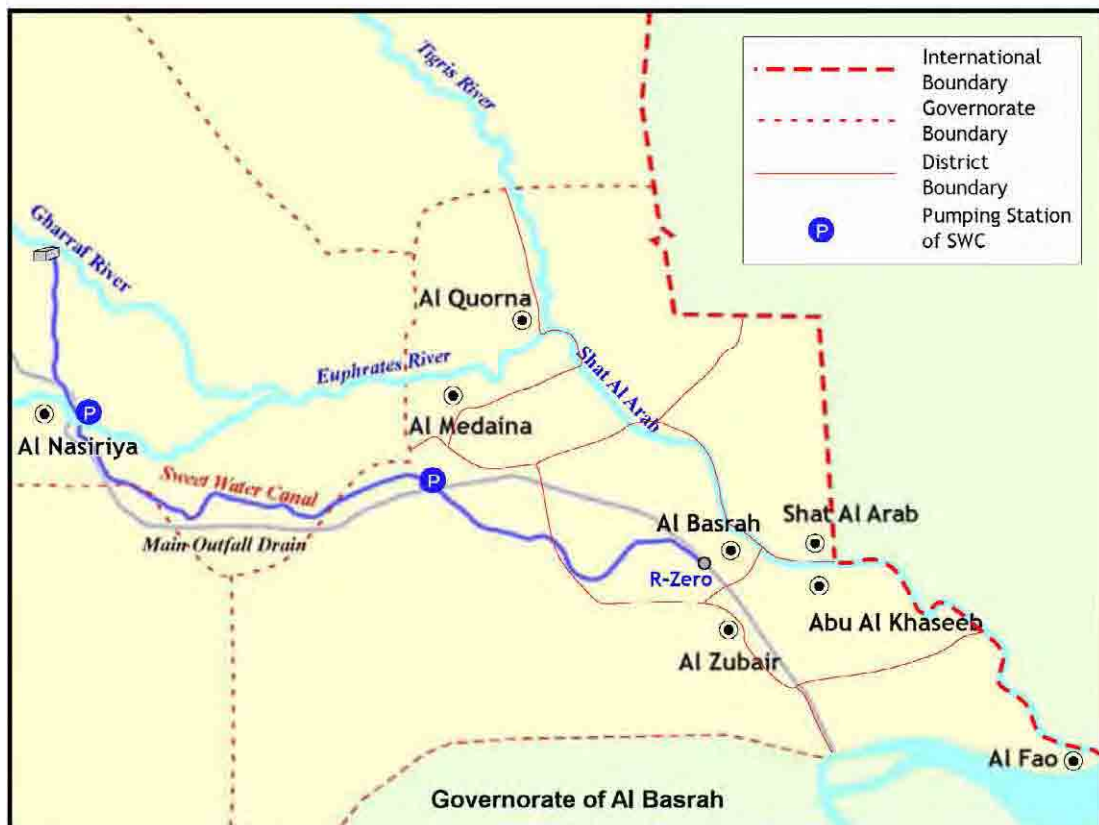 Tigris River
International
Boundary
Governorate
Boundary
District
Boundary
P
Pumping Station
of SWC
Gharraf River
Al Quorna
Euphrates River
Shat Al Arab
Al Medaina
P
Al Nasiriya
Sweet Water Canal
P
Main Outfall Drain
Al Basrah
Shat Al Arab
R-Zero
Abu Al Khaseeb
Al Zubair
Al Fao
Governorate of Al Basrah